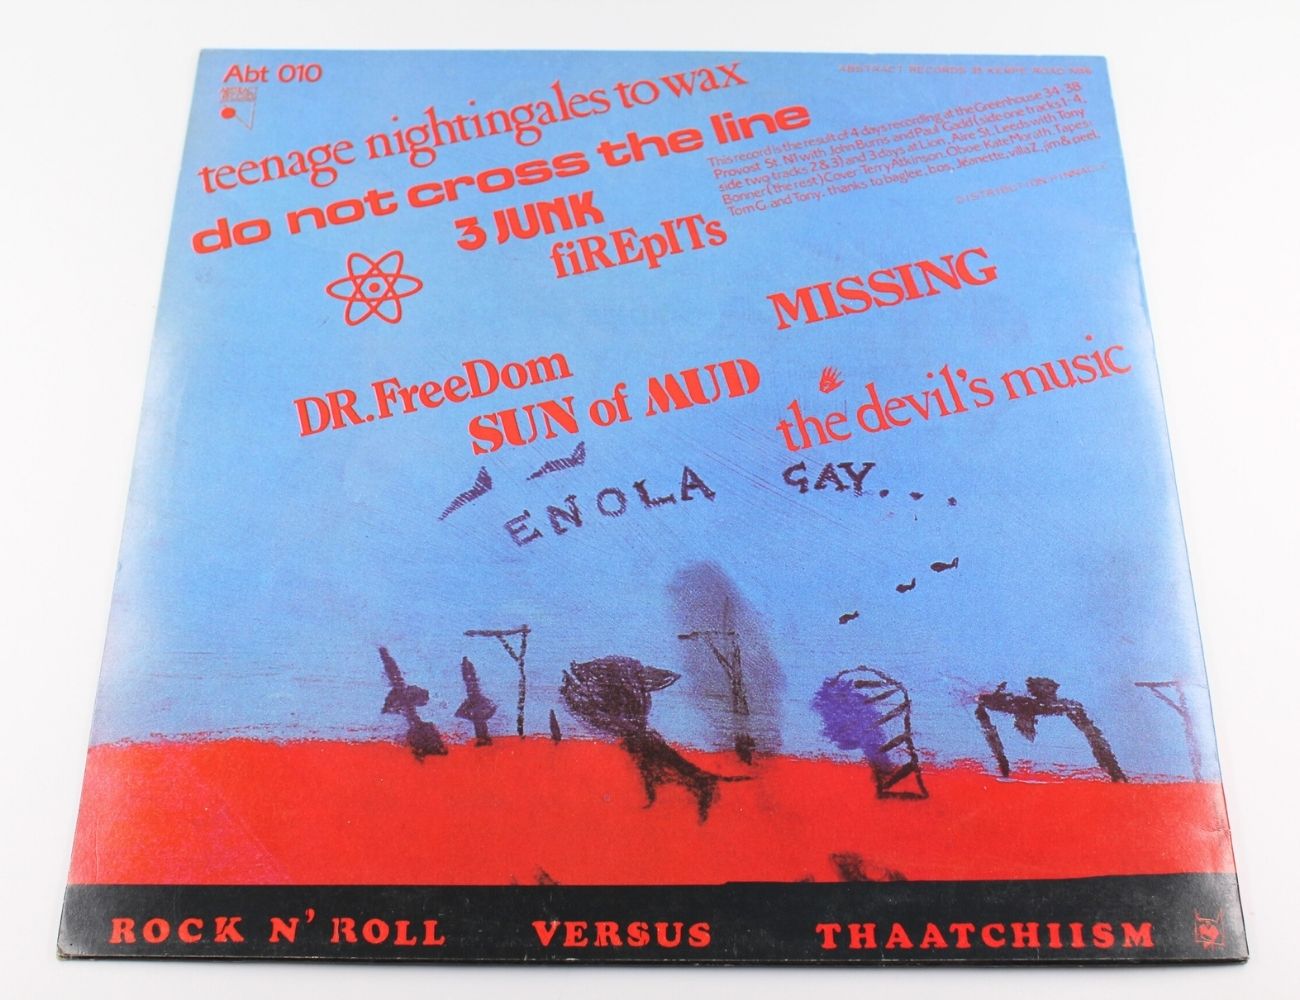 Abt 010
ABSTRACT RECORDS
teenage nightingales to wax
do not cross the line
3 JUNK
fiREpITs
MISSING
DR.FreeDom
SUN of MUD
the devil's music
This record is the result of 4 days recording at the Greenhouse 34-38
Provost St. N1 with John Burns and Paul Gadd (side one tracks 1-4,
side two tracks 2 & 3) and 3 days at Lion, Aire St. Leeds with Tony
Bonner (the rest) Cover: Terry Atkinson. Oboe: Kate Morath. Tapes:
Tom G. and Tony. thanks to baglee, bos, Jeanette, villa Z, jim & peel.
DISTRIBUTION PINNACLE
ENOLA GAY...
ROCK N' ROLL VERSUS THAATCHIISM